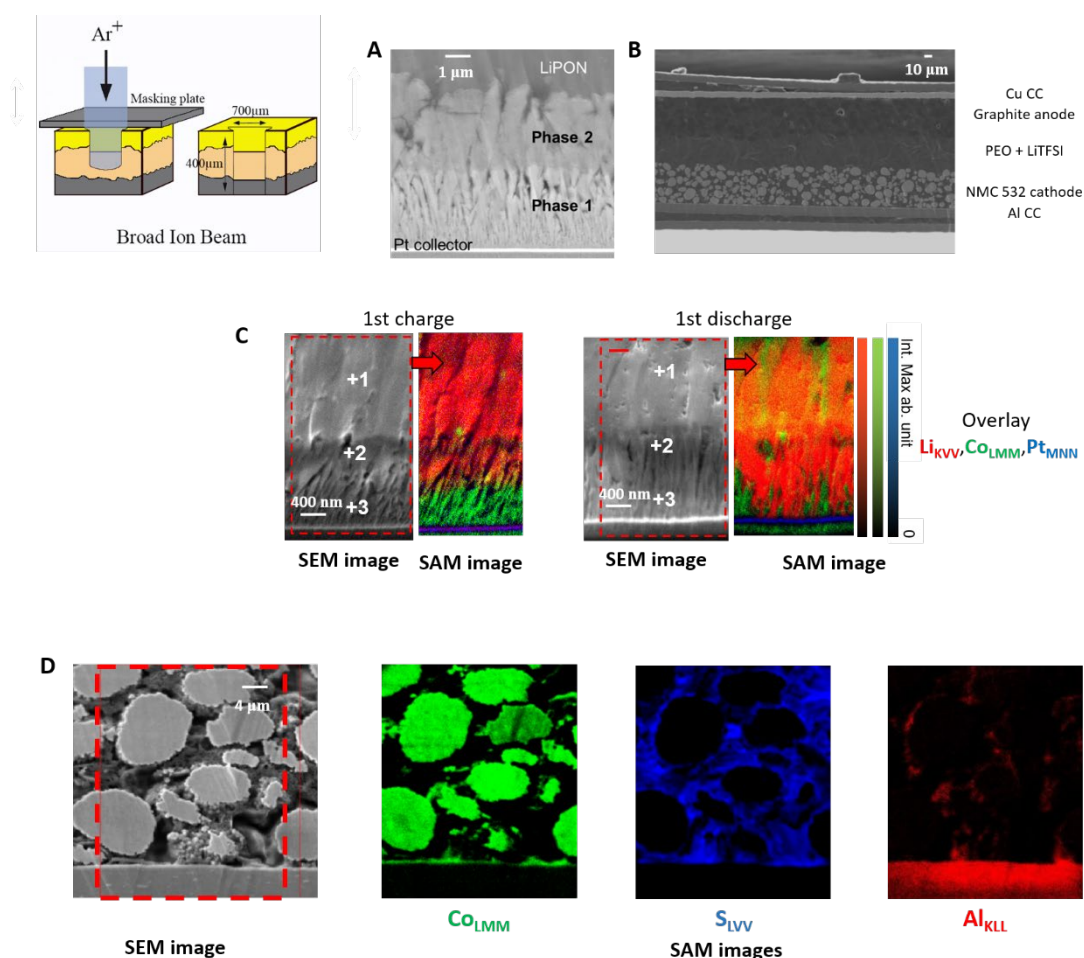 Ar+
Masking plate
700μm
400μm
Broad Ion Beam
A
1 μm
LiPON
Phase 2
Phase 1
Pt collector
B
10 μm
Cu CC
Graphite anode
PEO + LiTFSI
NMC 532 cathode
Al CC
C
1st charge
1st discharge
+1
+2
+3
400 nm
+1
+2
+3
400 nm
Int. Max ab. unit
0
Overlay
LiKVV,CoLMM,PtMNN
SEM image
SAM image
SEM image
SAM image
D
4 μm
CoLMM
SLVV
AlKLL
SEM image
SAM images